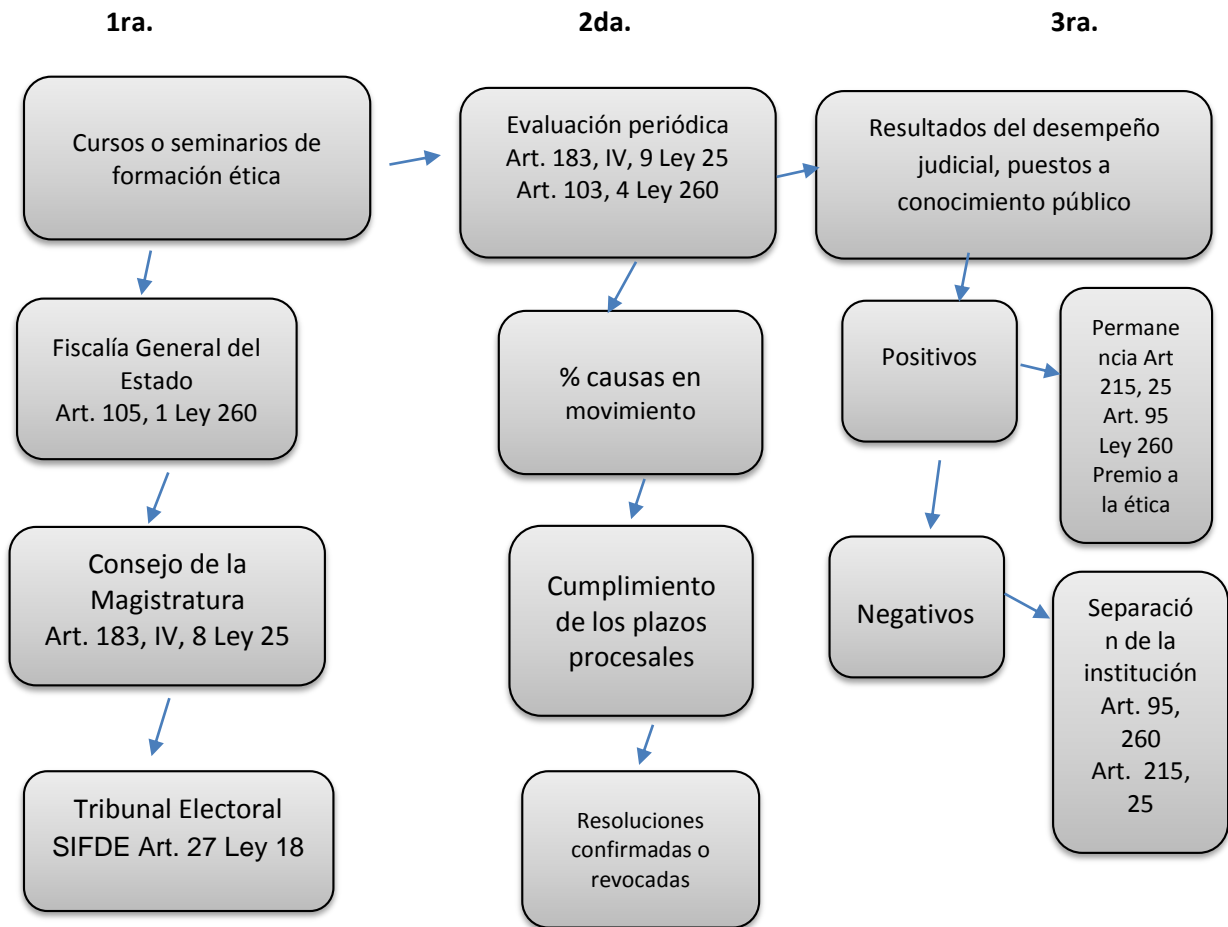 1ra.
2da.
3ra.
Cursos o seminarios de
formación ética
Fiscalía General del
Estado
Art. 105, 1 Ley 260
Consejo de la
Magistratura
Art. 183, IV, 8 Ley 25
Tribunal Electoral
SIFDE Art. 27 Ley 18
Evaluación periódica
Art. 183, IV, 9 Ley 25
Art. 103, 4 Ley 260
% causas en
movimiento
Cumplimiento
de los plazos
procesales
Resoluciones
confirmadas o
revocadas
Resultados del desempeño
judicial, puestos a
conocimiento público
Positivos
Permane
ncia Art
215, 25
Art. 95
Ley 260
Premio a
la ética
Negativos
Separació
n de la
institución
Art. 95,
260
Art. 215,
25